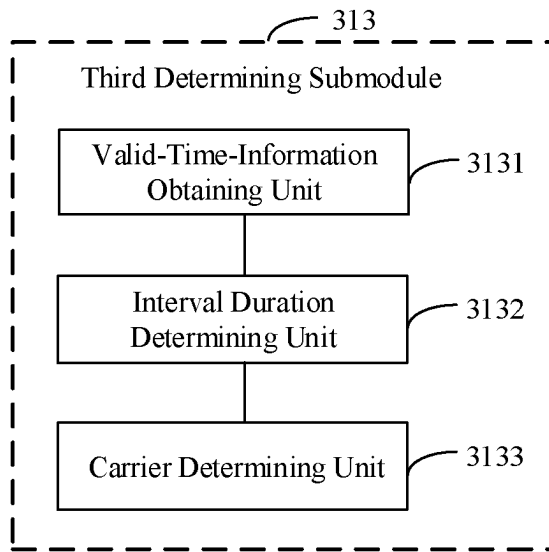 313
Third Determining Submodule
Valid-Time-Information
Obtaining Unit
3131
Interval Duration
Determining Unit
3132
Carrier Determining Unit
3133